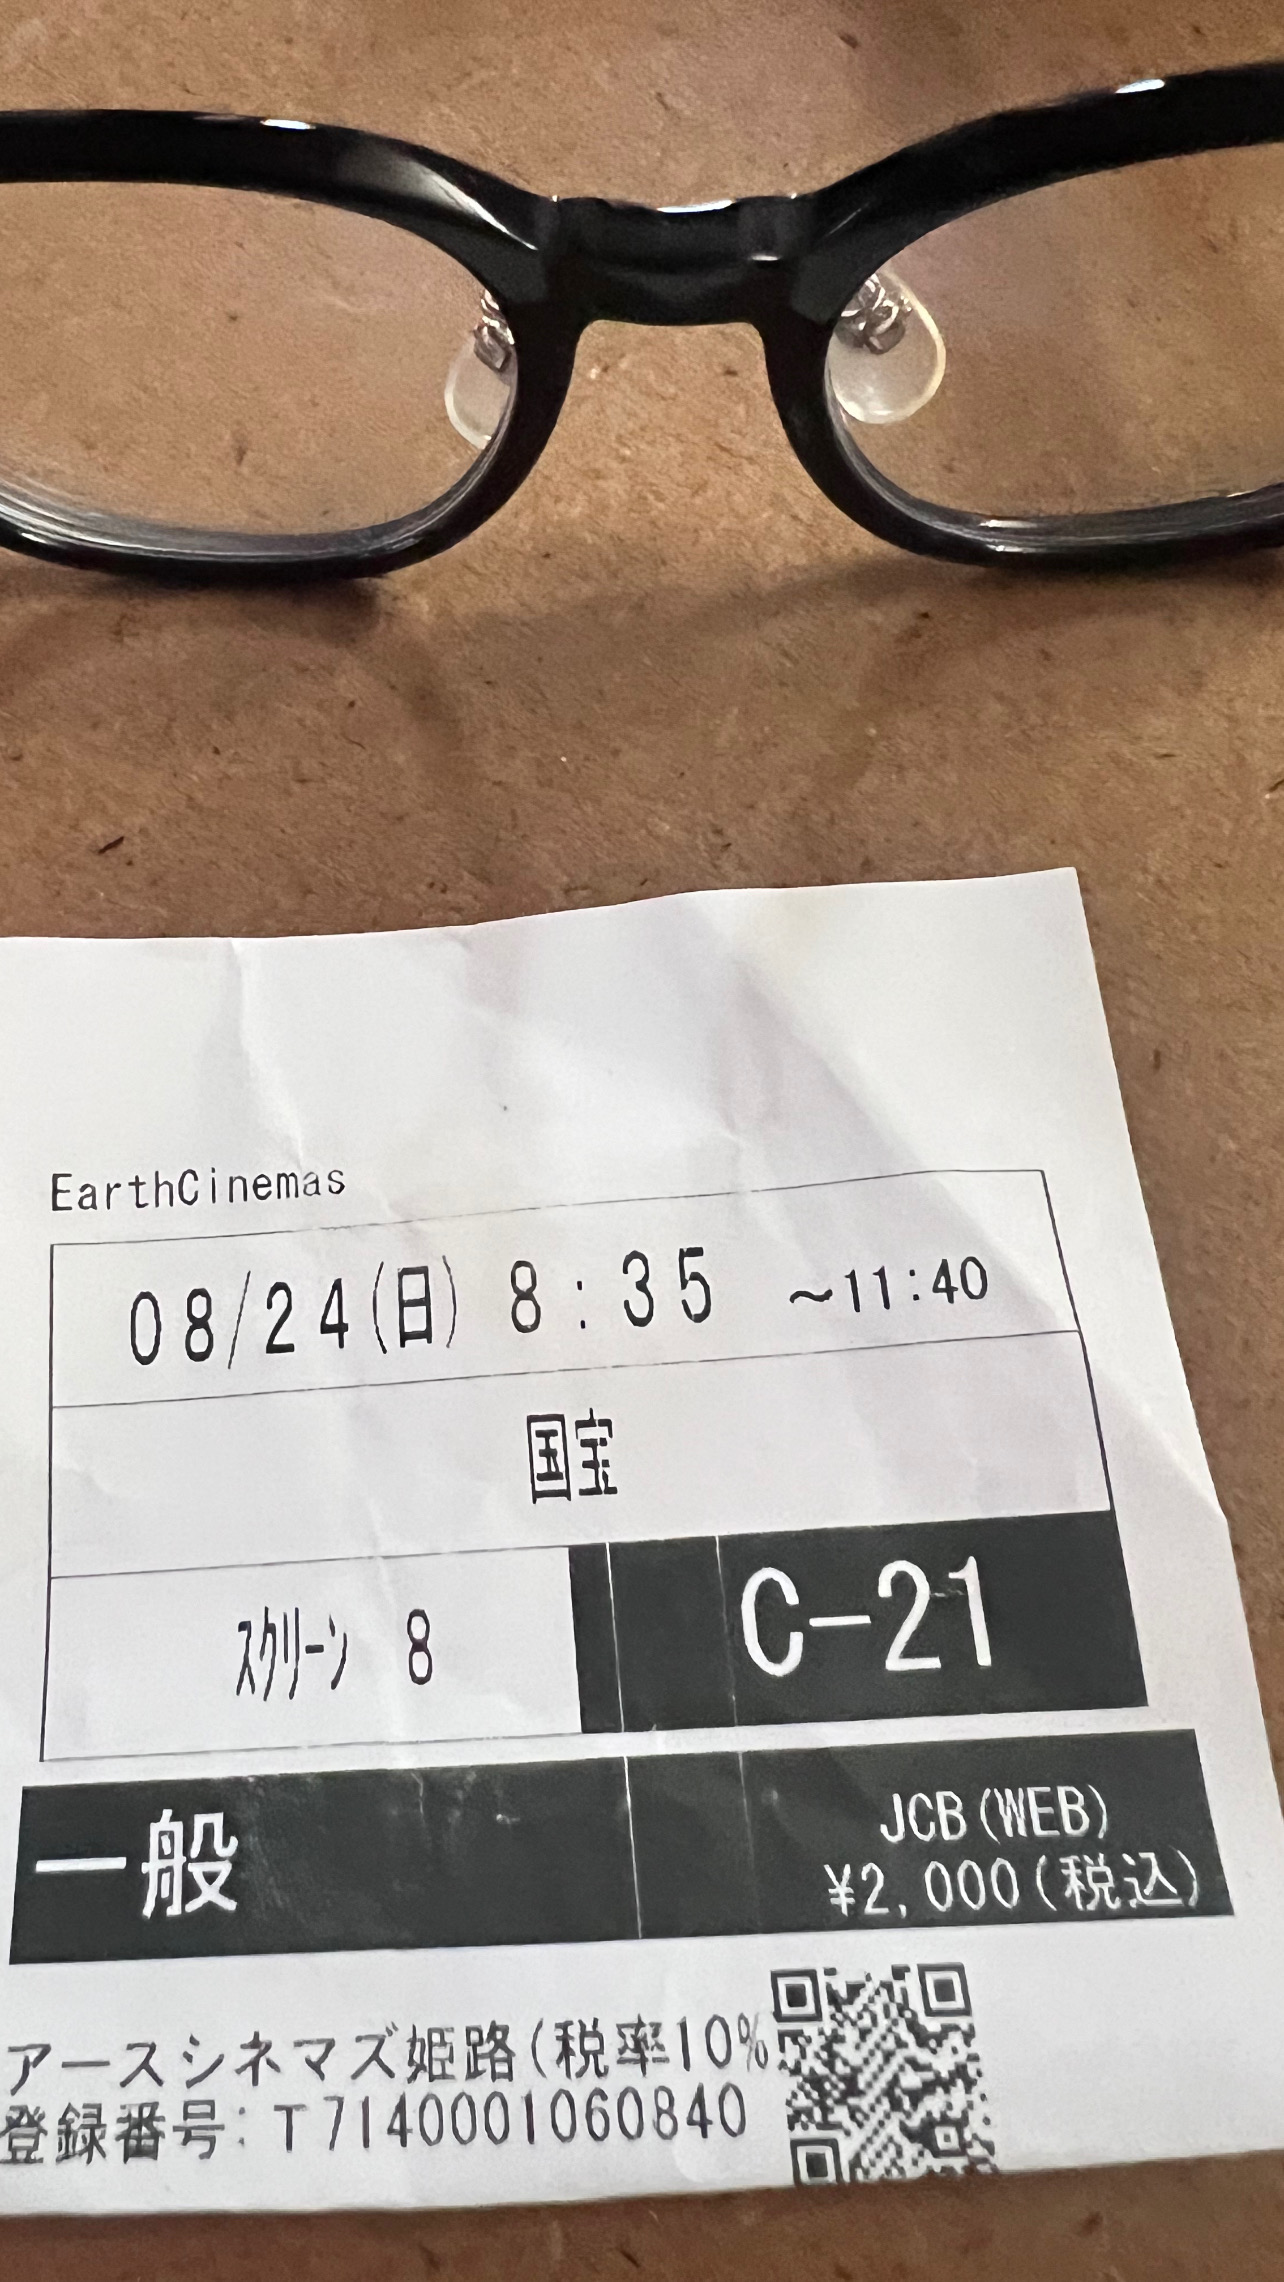 EarthCinemas
08/24(日) 8:35 ～11:40
国宝
ｽｸﾘｰﾝ 8 C-21
一般
JCB(WEB)
¥2,000(税込)
アースシネマズ姫路(税率10%
登録番号:T7140001060840